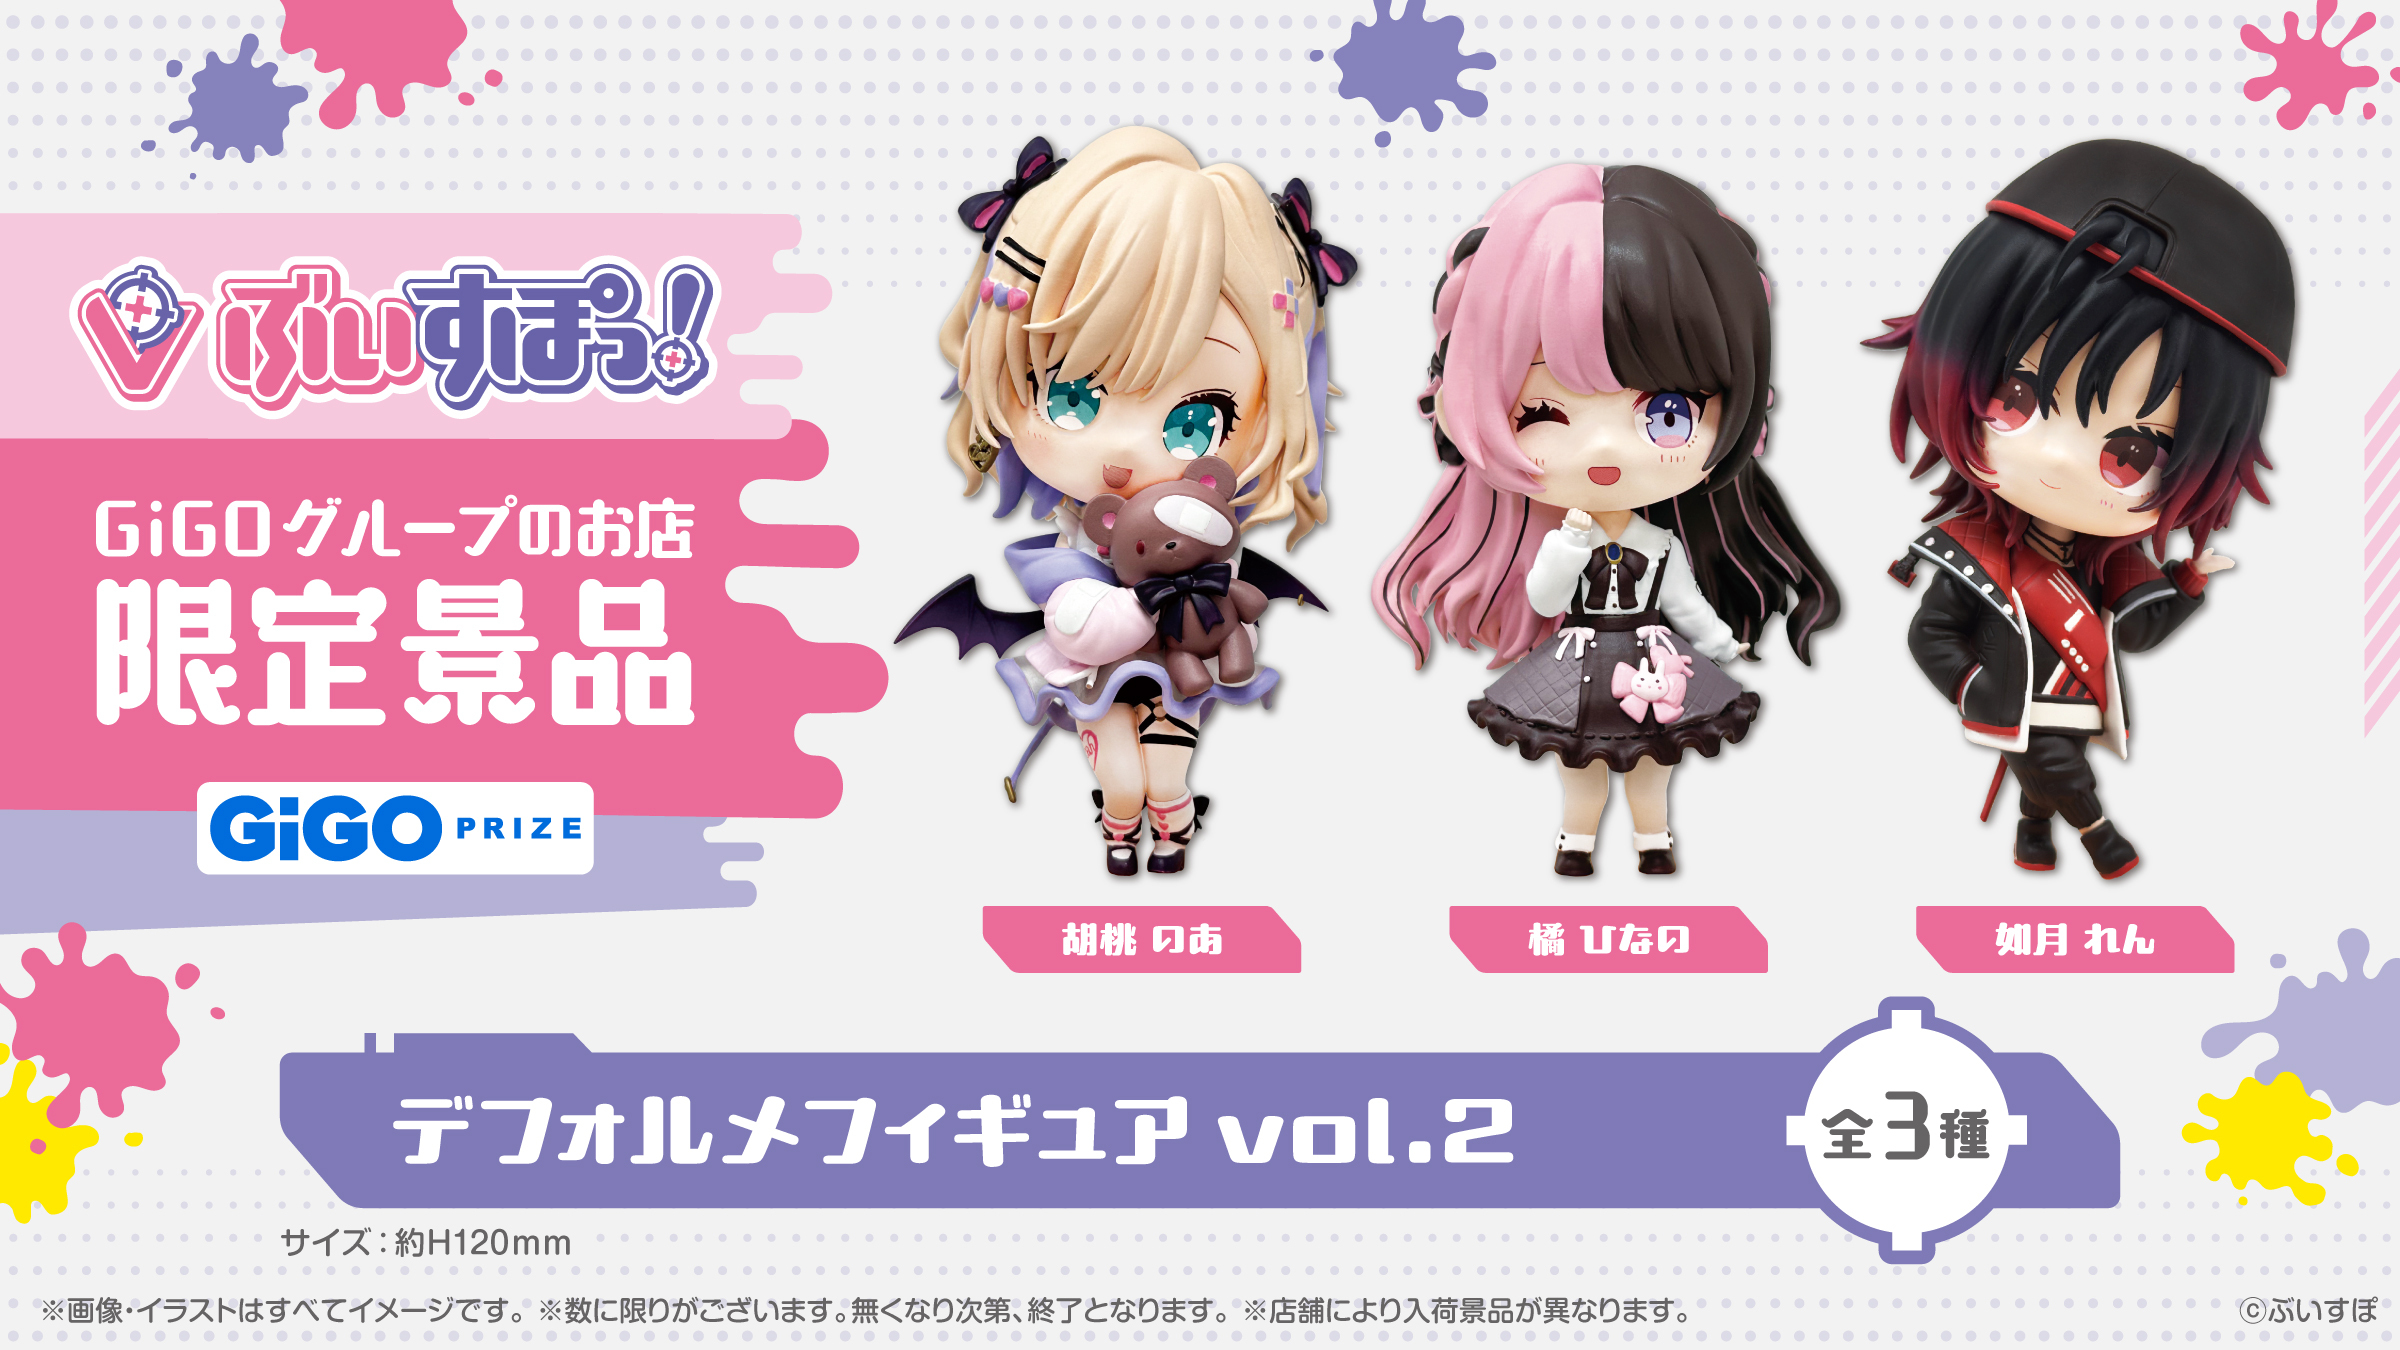 ぶいすぽっ!
GiGOグループのお店
限定景品
GiGO PRIZE
胡桃 のあ
橘 ひなの
如月 れん
デフォルメフィギュア vol.2
全3種
サイズ：約H120mm
※画像・イラストはすべてイメージです。 ※数に限りがございます。無くなり次第、終了となります。 ※店舗により入荷景品が異なります。
©ぶいすぽ